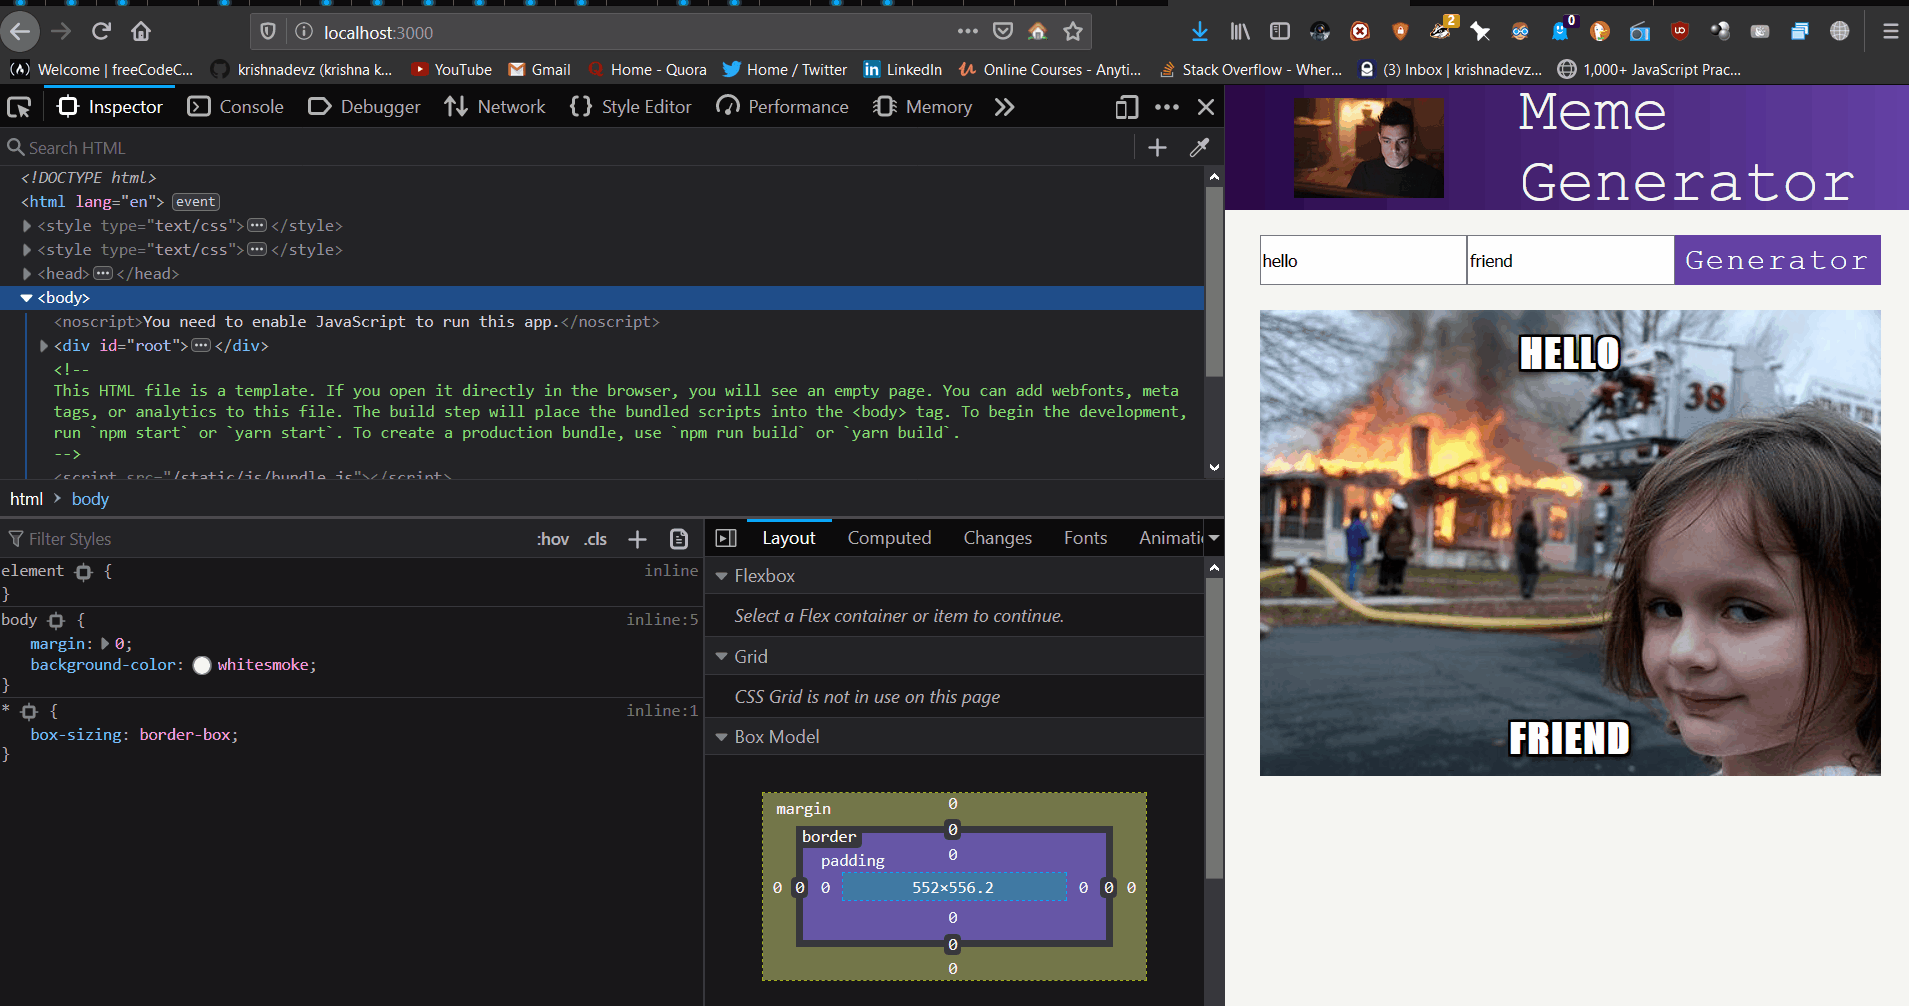 localhost:3000
2
0
Welcome | freeCodeC...
krishnadevz (krishna k...
YouTube
Gmail
Home - Quora
Home / Twitter
LinkedIn
Online Courses - Anyti...
Stack Overflow - Wher...
(3) Inbox | krishnadevz...
1,000+ JavaScript Prac...
Inspector
Console
Debugger
Network
Style Editor
Performance
Memory
Search HTML
<!DOCTYPE html>
<html lang="en"> event
<style type="text/css">...</style>
<style type="text/css">...</style>
<head>...</head>
<body>
<noscript>You need to enable JavaScript to run this app.</noscript>
<div id="root">...</div>
<!--
This HTML file is a template. If you open it directly in the browser, you will see an empty page. You can add webfonts, meta
tags, or analytics to this file. The build step will place the bundled scripts into the <body> tag. To begin the development,
run `npm start` or `yarn start`. To create a production bundle, use `npm run build` or `yarn build`.
-->
<script src="/static/js/bundle.js"></script>
html > body
Filter Styles
:hov .cls
element {
inline
}
body {
inline:5
margin: 0;
background-color: whitesmoke;
}
* {
inline:1
box-sizing: border-box;
}
Layout
Computed
Changes
Fonts
Animati
Flexbox
Select a Flex container or item to continue.
Grid
CSS Grid is not in use on this page
Box Model
margin
0
border
0
padding
0
0 0 0 552×556.2 0 0 0
0
0
0
Meme
Generator
hello
friend
Generator
HELLO
38
FRIEND